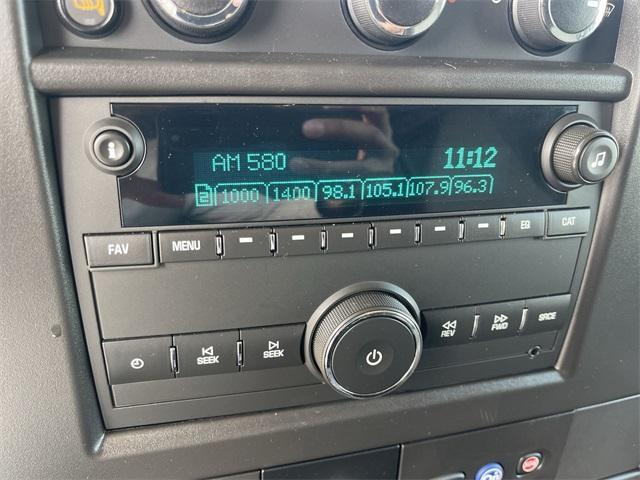 AM 580 11:12
1000 1400 98.1 105.1 107.9 96.3
FAV MENU EQ CAT
SEEK SEEK REV FWD SRCE